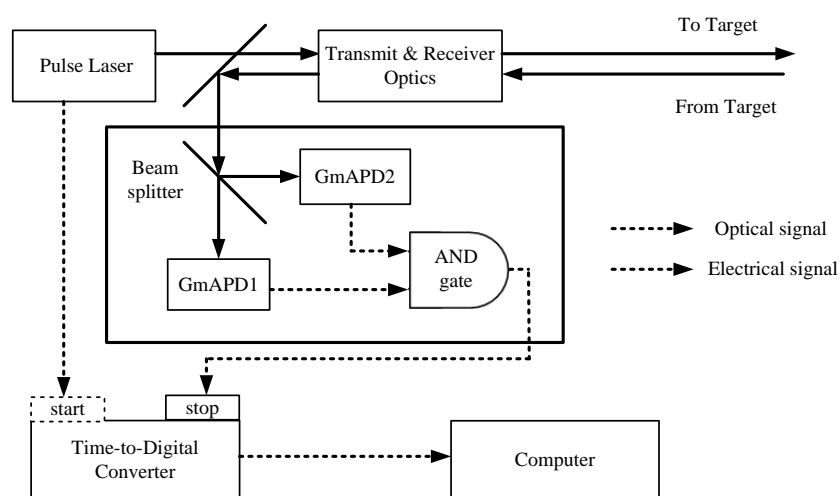 To Target
Pulse Laser
Transmit & Receiver
Optics
From Target
Beam
splitter
GmAPD2
Optical signal
AND
gate
GmAPD1
Electrical signal
start
stop
Time-to-Digital
Converter
Computer